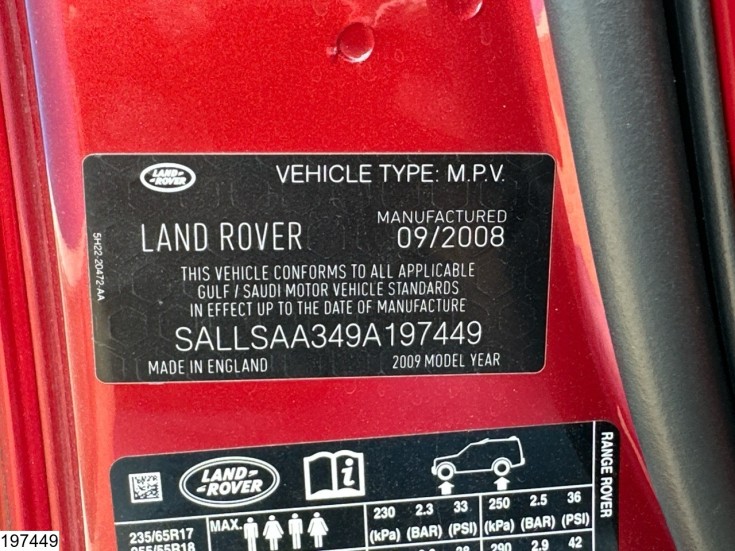 LAND-
-ROVER
VEHICLE TYPE: M.P.V.
LAND ROVER
MANUFACTURED
09/2008
5H22-20472-AA
THIS VEHICLE CONFORMS TO ALL APPLICABLE
GULF / SAUDI MOTOR VEHICLE STANDARDS
IN EFFECT UP TO THE DATE OF MANUFACTURE
SALLSAA349A197449
MADE IN ENGLAND
2009 MODEL YEAR
LAND-
-ROVER
i
RANGE ROVER
235/65R17
MAX.
230 2.3 33 250 2.5 36
(kPa) (BAR) (PSI) (kPa) (BAR) (PSI)
255/55R18
290 2.9 42
197449